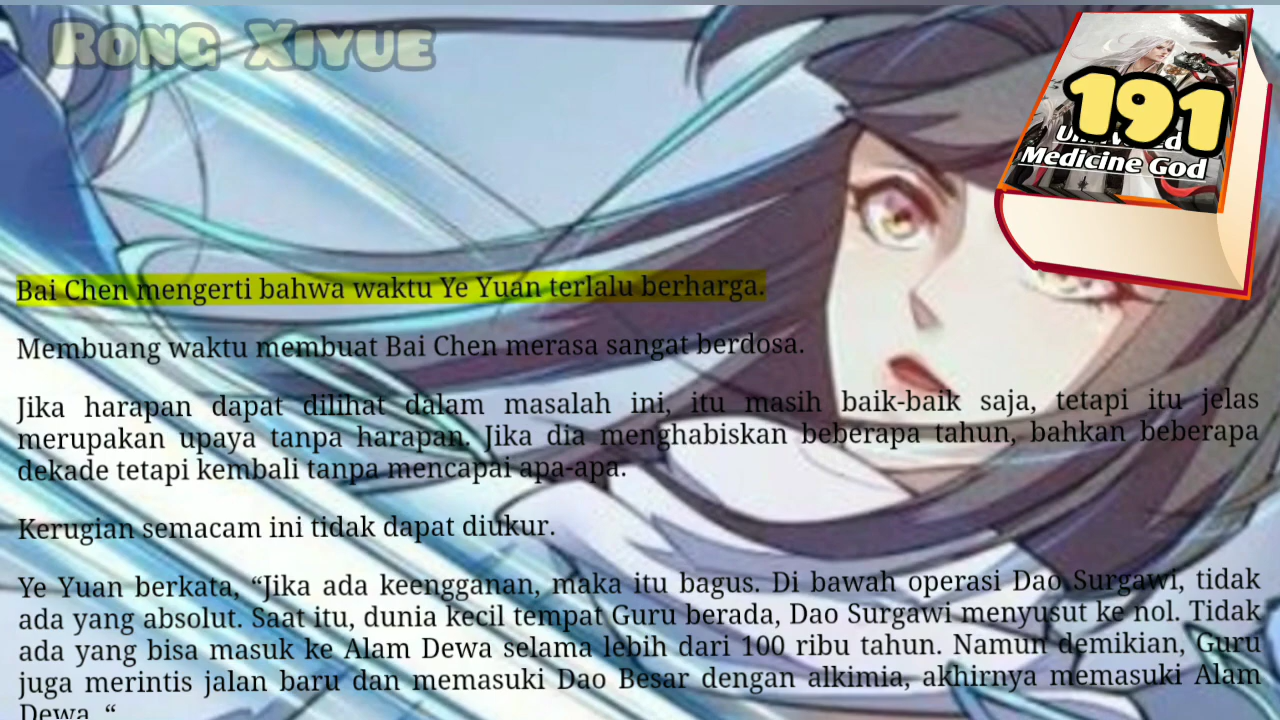 Rong Xiyue
191
Medicine God
Bai Chen mengerti bahwa waktu Ye Yuan terlalu berharga.
Membuang waktu membuat Bai Chen merasa sangat berdosa.
Jika harapan dapat dilihat dalam masalah ini, itu masih baik-baik saja, tetapi itu jelas
merupakan upaya tanpa harapan. Jika dia menghabiskan beberapa tahun, bahkan beberapa
dekade tetapi kembali tanpa mencapai apa-apa.
Kerugian semacam ini tidak dapat diukur.
Ye Yuan berkata, “Jika ada keengganan, maka itu bagus. Di bawah operasi Dao Surgawi, tidak
ada yang absolut. Saat itu, dunia kecil tempat Guru berada, Dao Surgawi menyusut ke nol. Tidak
ada yang bisa masuk ke Alam Dewa selama lebih dari 100 ribu tahun. Namun demikian, Guru
juga merintis jalan baru dan memasuki Dao Besar dengan alkimia, akhirnya memasuki Alam
Dewa. “